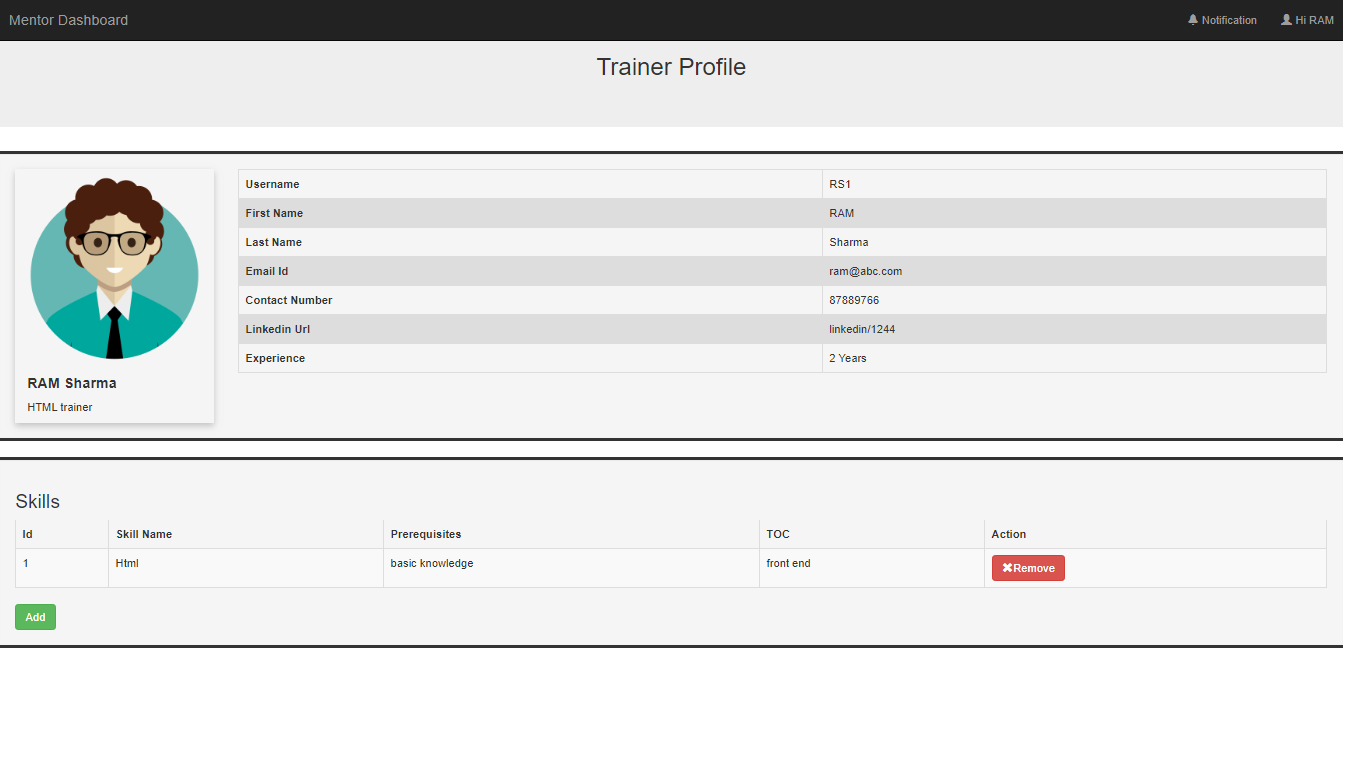 Mentor Dashboard Notification Hi RAM
Trainer Profile
Username RS1
First Name RAM
Last Name Sharma
Email Id ram@abc.com
Contact Number 87889766
Linkedin Url linkedin/1244
Experience 2 Years
RAM Sharma
HTML trainer
Skills
Id Skill Name Prerequisites TOC Action
1 Html basic knowledge front end Remove
Add